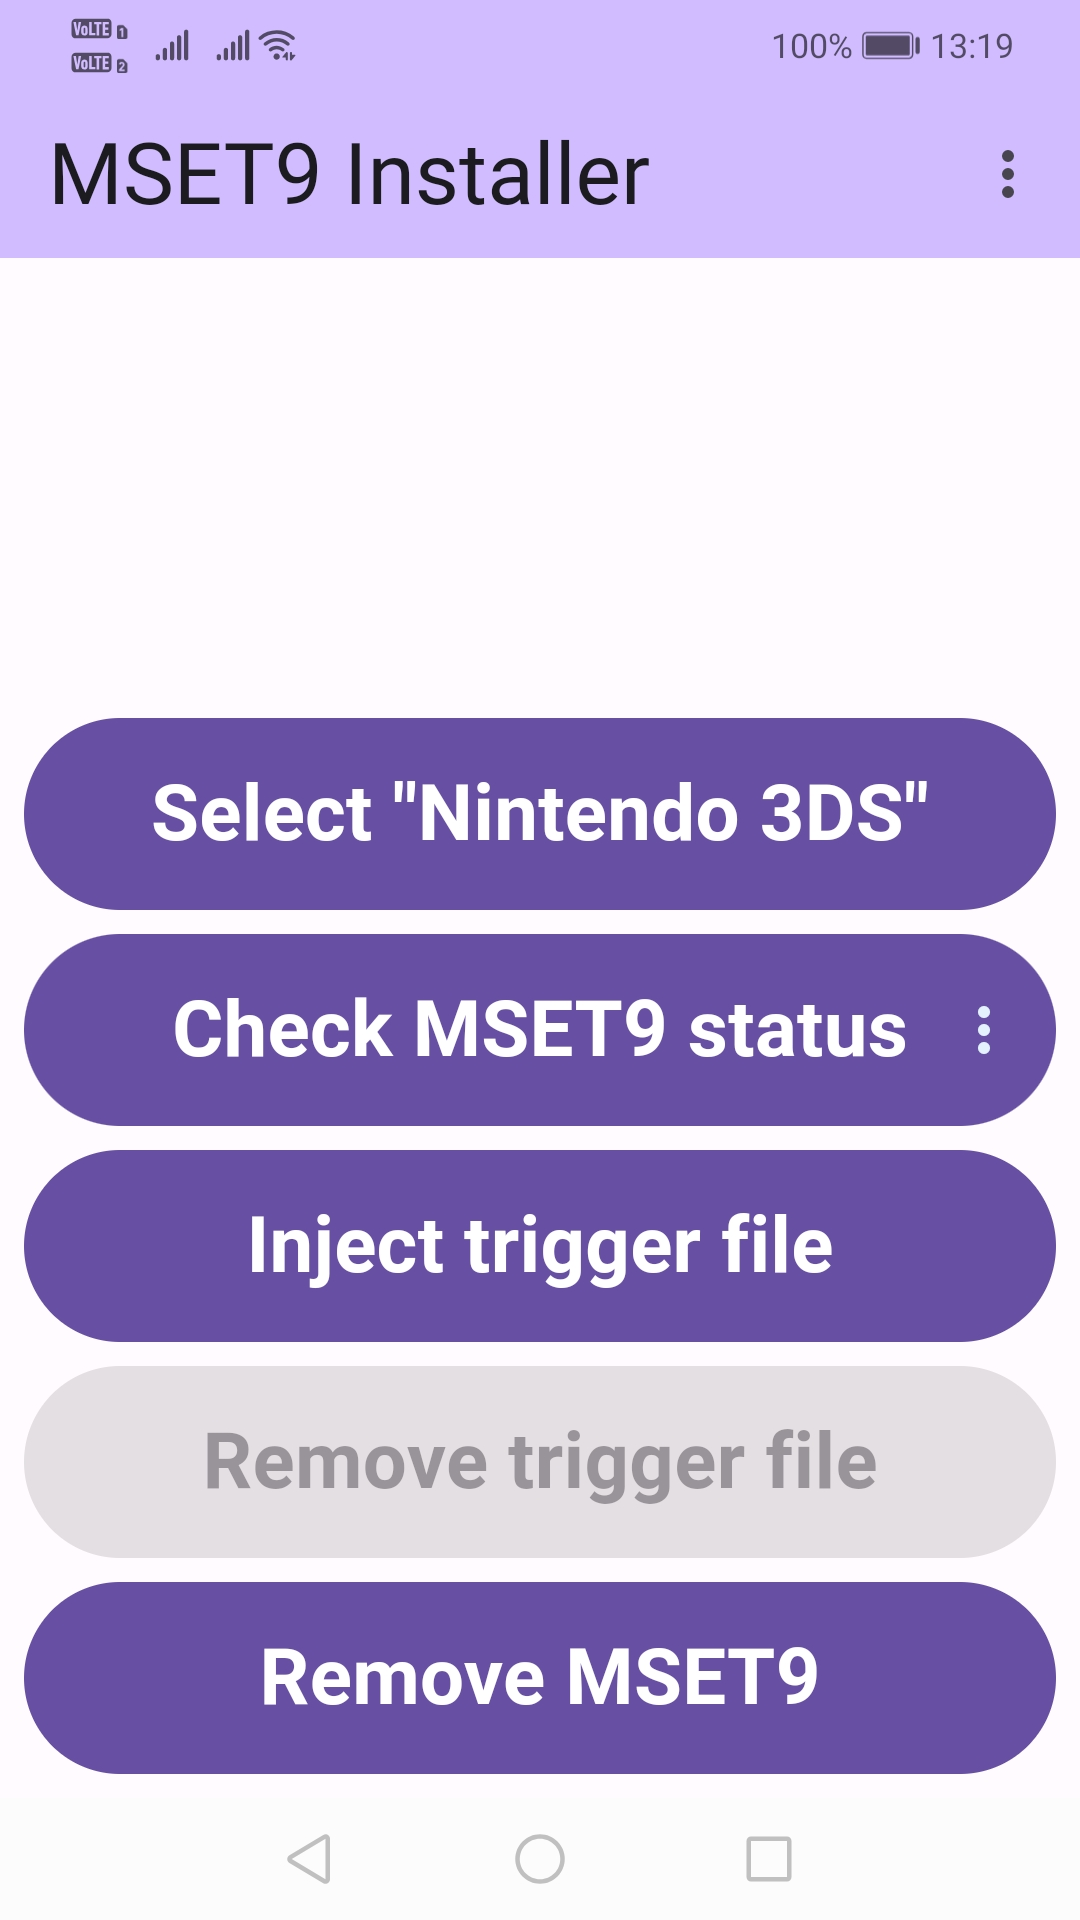 VoLTE 1
VoLTE 2
100% 13:19
MSET9 Installer
Select "Nintendo 3DS"
Check MSET9 status
Inject trigger file
Remove trigger file
Remove MSET9